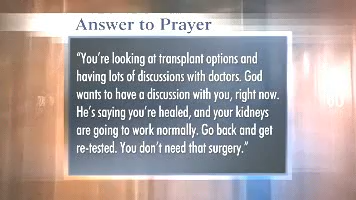 Answer to Prayer
“You’re looking at transplant options and
having lots of discussions with doctors. God
wants to have a discussion with you, right now.
He’s saying you’re healed, and your kidneys
are going to work normally. Go back and get
re-tested. You don’t need that surgery.”